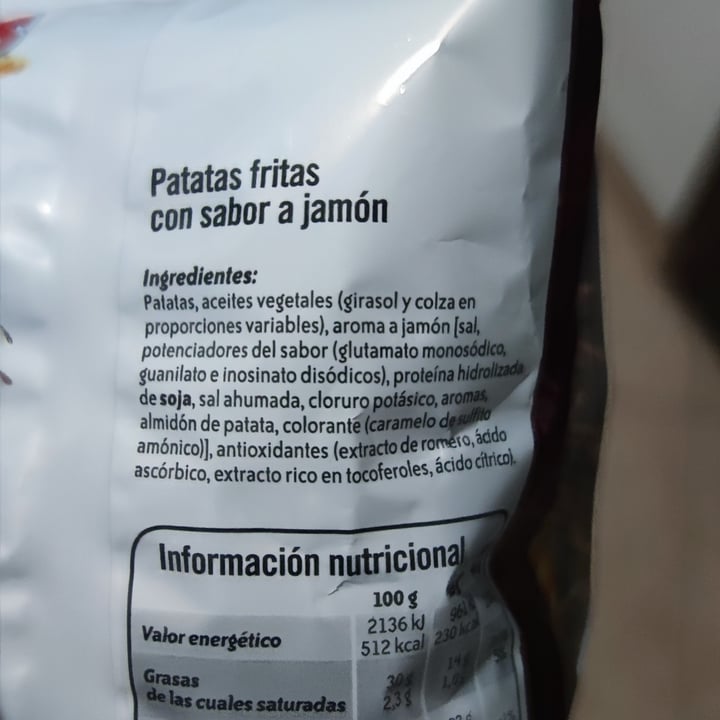 Patatas fritas
con sabor a jamón
Ingredientes:
Patatas, aceites vegetales (girasol y colza en
proporciones variables), aroma a jamón [sal,
potenciadores del sabor (glutamato monosódico,
guanilato e inosinato disódicos), proteína hidrolizada
de soja, sal ahumada, cloruro potásico, aromas,
almidón de patata, colorante (caramelo de sulfito
amónico)], antioxidantes (extracto de romero, ácido
ascórbico, extracto rico en tocoferoles, ácido cítrico).
Información nutricional
100 g
Valor energético 2136 kJ
512 kcal 230 kcal
Grasas 30 g 14 g
de las cuales saturadas 2,3 g